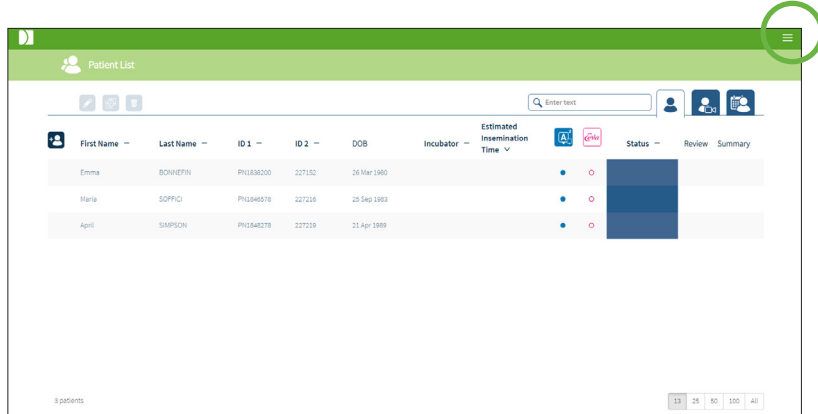 Patient List
Enter text
First Name Last Name ID 1 ID 2 DOB Incubator Estimated Insemination Time Status Review Summary
Emma BONNEFIN PN1638200 227152 26 Mar 1980
Maria SOFFICI PN1846578 227216 25 Sep 1983
April SIMPSON PN1848278 227219 21 Apr 1989
3 patients 13 25 50 100 All